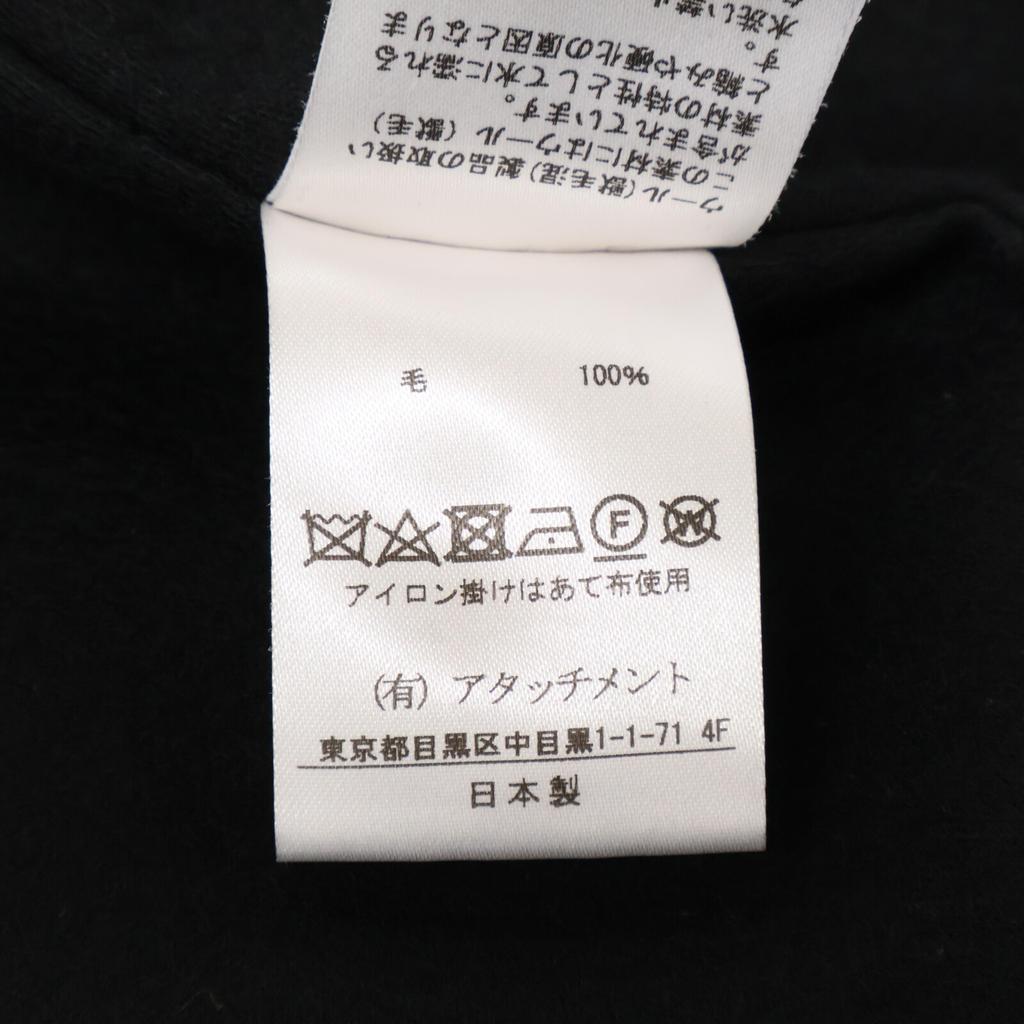 ウール(獣毛混)製品の取扱い
この素材にはウール(獣毛)
が含まれています。
素材の特性として水に濡れる
と縮みや硬化の原因となりま
す。
水洗い禁止
毛 100%
F
W
アイロン掛けはあて布使用
(有) アタッチメント
東京都目黒区中目黒1-1-71 4F
日本製